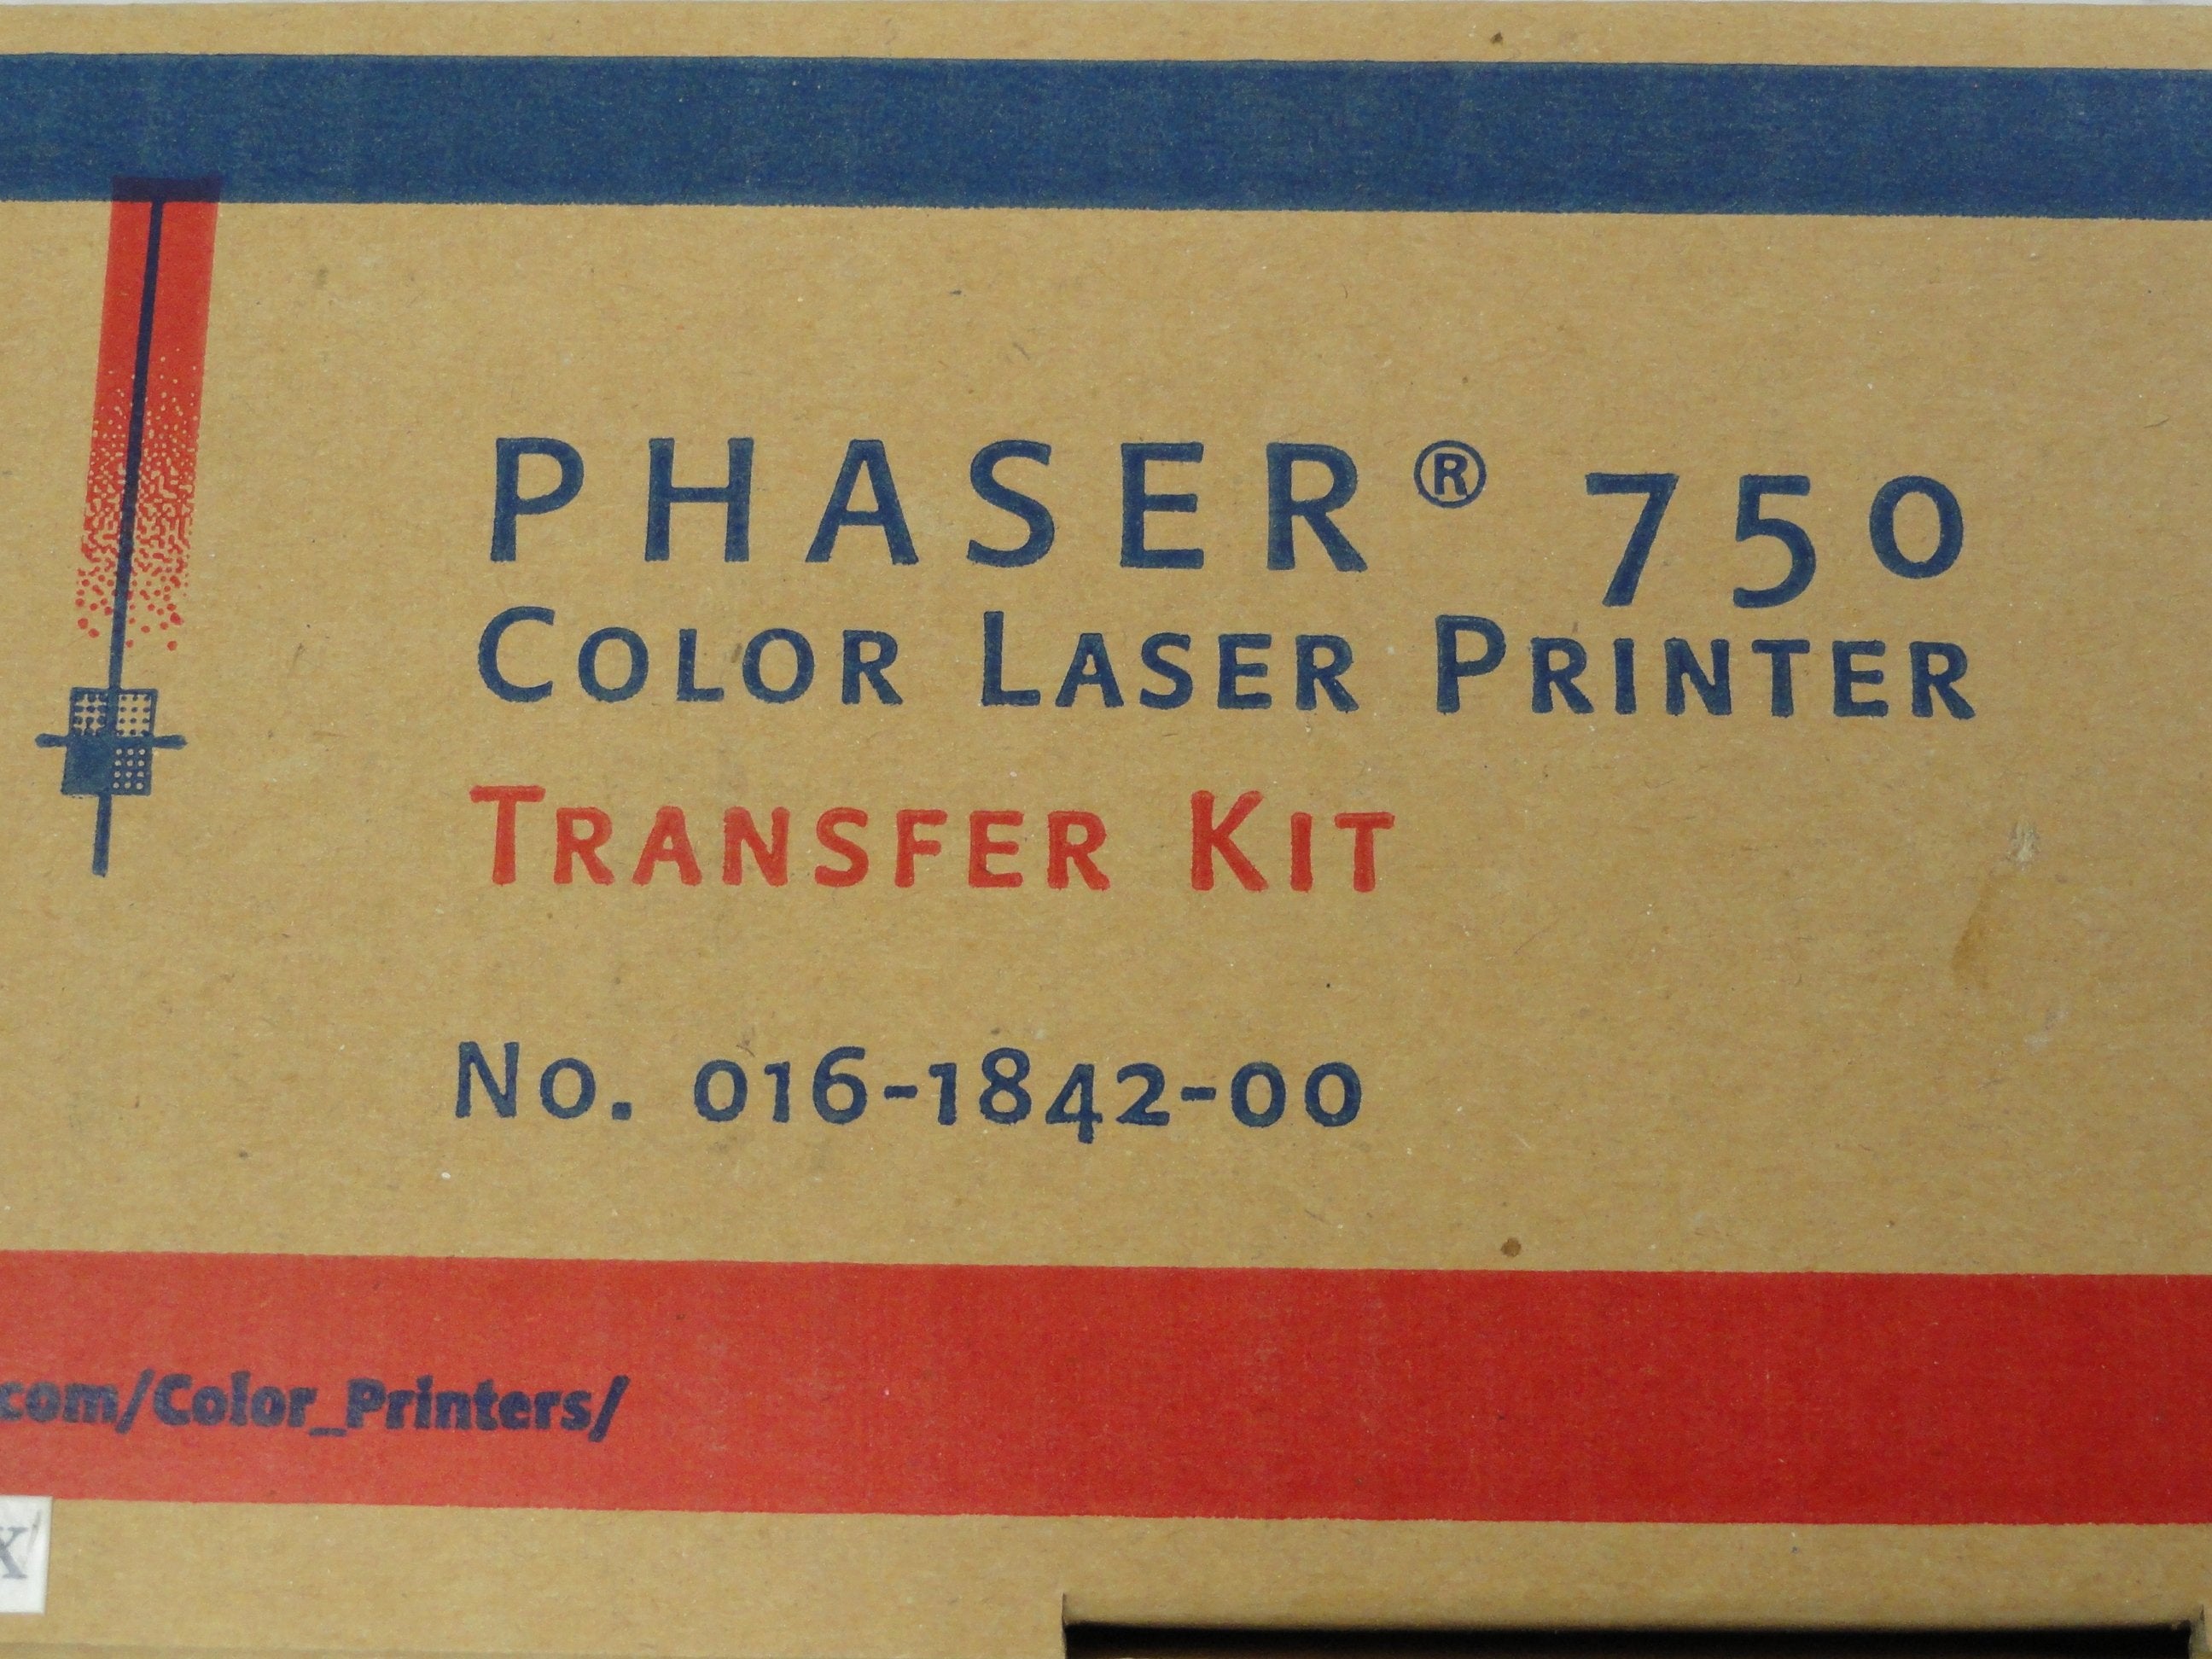 PHASER® 750
COLOR LASER PRINTER
TRANSFER KIT
No. 016-1842-00
com/Color_Printers/
X